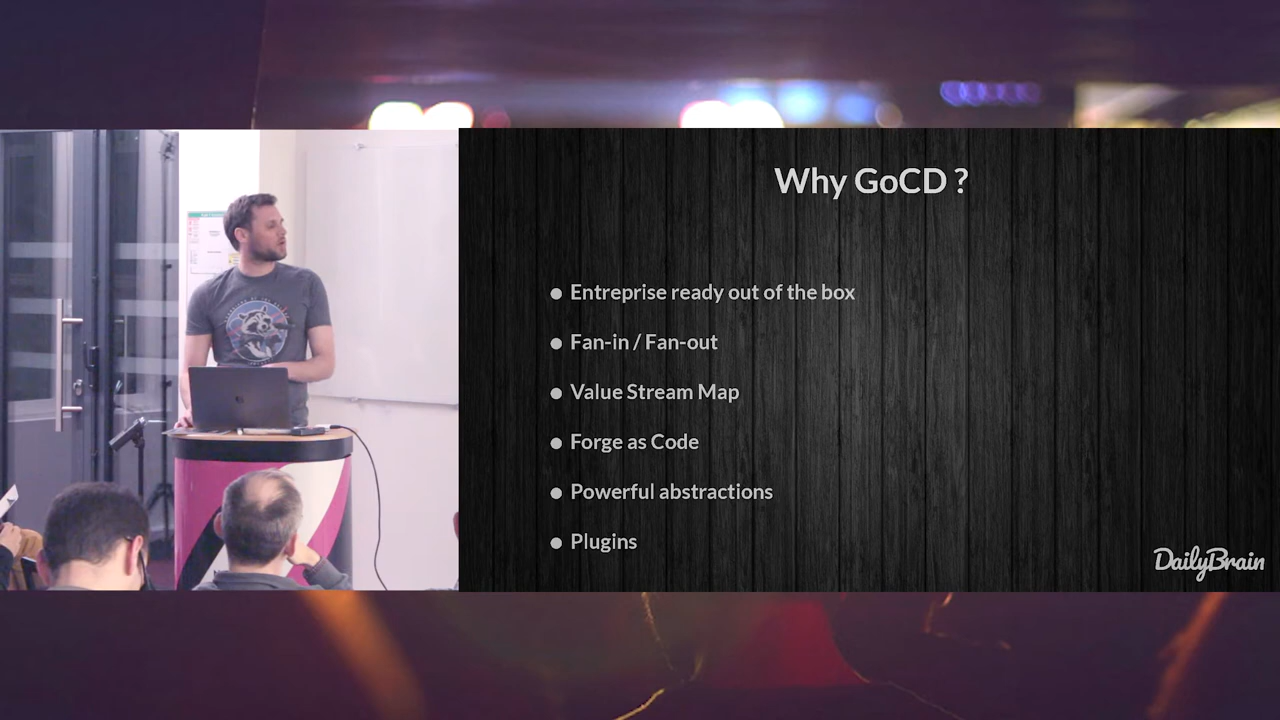 Why GoCD ?
Entreprise ready out of the box
Fan-in / Fan-out
Value Stream Map
Forge as Code
Powerful abstractions
Plugins
DailyBrain